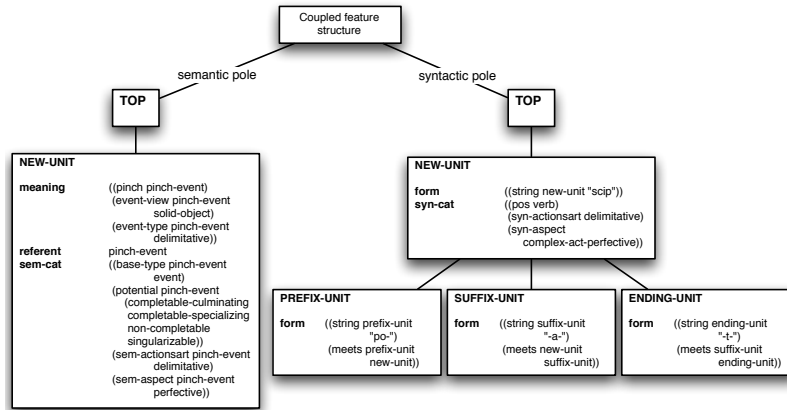 Coupled feature
structure
semantic pole
syntactic pole
TOP
TOP
NEW-UNIT
meaning ((pinch pinch-event)
(event-view pinch-event
solid-object)
(event-type pinch-event
delimitative))
referent pinch-event
sem-cat ((base-type pinch-event
event)
(potential pinch-event
(completable-culminating
completable-specializing
non-completable
singularizable))
(sem-actionsart pinch-event
delimitative)
(sem-aspect pinch-event
perfective))
NEW-UNIT
form ((string new-unit "scip"))
syn-cat ((pos verb)
(syn-actionsart delimitative)
(syn-aspect
complex-act-perfective))
PREFIX-UNIT
form ((string prefix-unit
"po-")
(meets prefix-unit
new-unit))
SUFFIX-UNIT
form ((string suffix-unit
"-a-")
(meets new-unit
suffix-unit))
ENDING-UNIT
form ((string ending-unit
"-t-")
(meets suffix-unit
ending-unit))